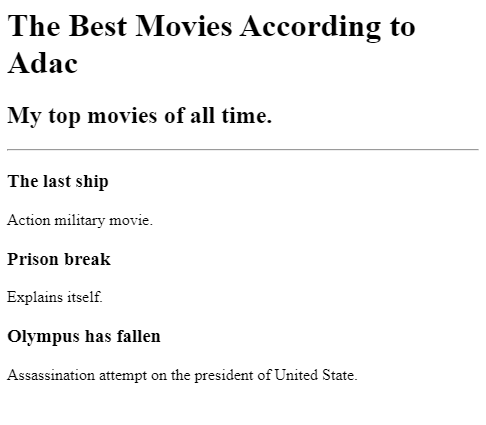 The Best Movies According to
Adac
My top movies of all time.
The last ship
Action military movie.
Prison break
Explains itself.
Olympus has fallen
Assassination attempt on the president of United State.